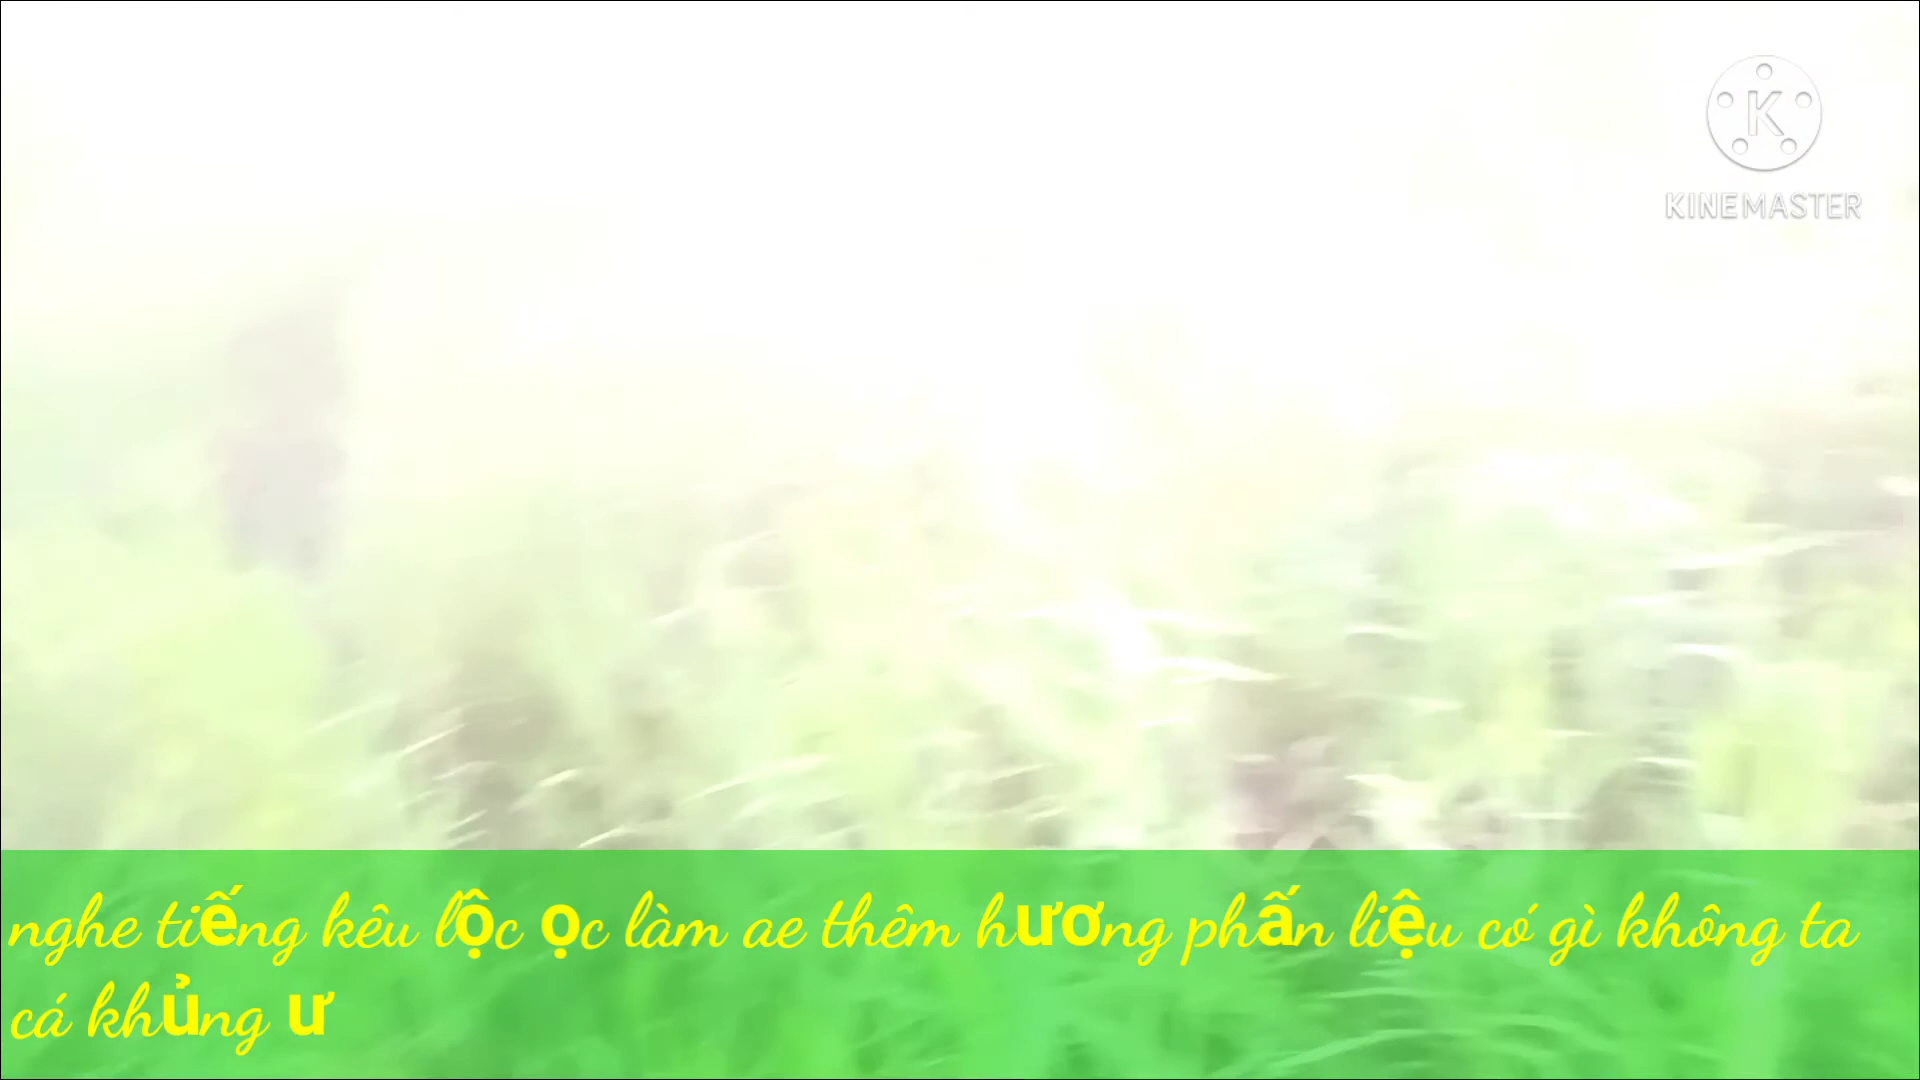 K
KINEMASTER
nghe tiếng kêu lộc ọc làm ae thêm hương phấn liệu có gì không ta
cá khủng ư